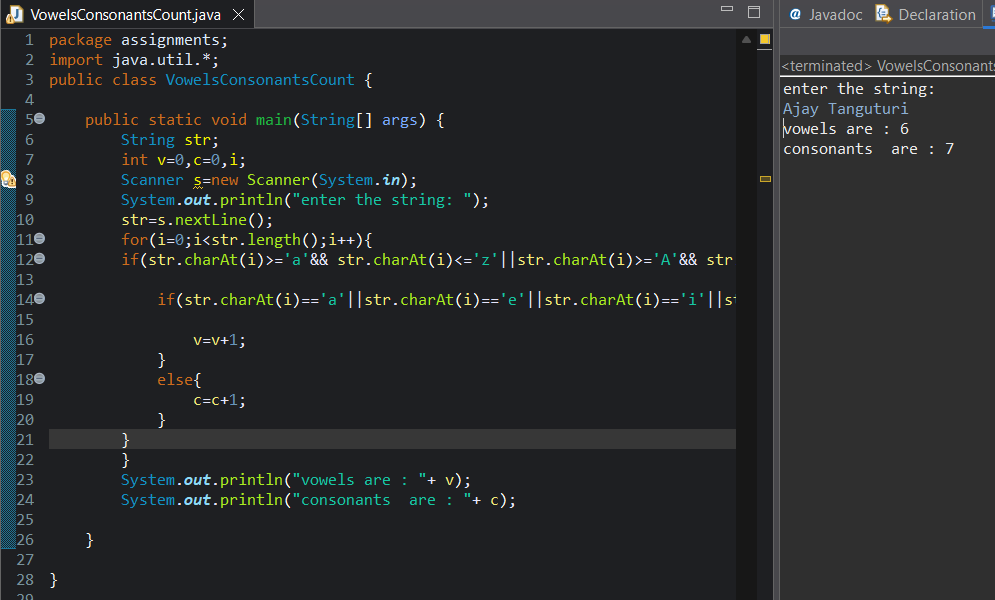 VowelsConsonantsCount.java
1 package assignments;
2 import java.util.*;
3 public class VowelsConsonantsCount {
4
5 public static void main(String[] args) {
6 String str;
7 int v=0,c=0,i;
8 Scanner s=new Scanner(System.in);
9 System.out.println("enter the string: ");
10 str=s.nextLine();
11 for(i=0;i<str.length();i++){
12 if(str.charAt(i)>='a'&& str.charAt(i)<='z'||str.charAt(i)>='A'&& str
13
14 if(str.charAt(i)=='a'||str.charAt(i)=='e'||str.charAt(i)=='i'||st
15
16 v=v+1;
17 }
18 else{
19 c=c+1;
20 }
21 }
22 }
23 System.out.println("vowels are : "+ v);
24 System.out.println("consonants  are : "+ c);
25
26 }
27
28 }
29
@ Javadoc Declaration
<terminated> VowelsConsonants
enter the string:
Ajay Tanguturi
vowels are : 6
consonants  are : 7